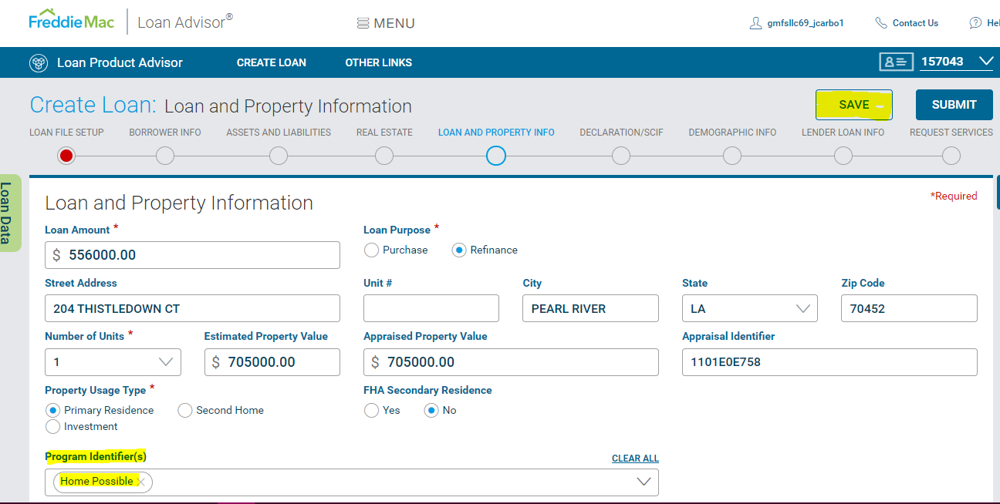 Freddie Mac Loan Advisor® MENU gmfsllc69_jcarbo1 Contact Us
Loan Product Advisor CREATE LOAN OTHER LINKS 157043
Create Loan: Loan and Property Information SAVE SUBMIT
LOAN FILE SETUP BORROWER INFO ASSETS AND LIABILITIES REAL ESTATE LOAN AND PROPERTY INFO DECLARATION/SCIF DEMOGRAPHIC INFO LENDER LOAN INFO REQUEST SERVICES
Loan Data
Loan and Property Information *Required
Loan Amount * Loan Purpose *
$ 556000.00 Purchase Refinance
Street Address Unit # City State Zip Code
204 THISTLEDOWN CT PEARL RIVER LA 70452
Number of Units * Estimated Property Value Appraised Property Value Appraisal Identifier
1 $ 705000.00 $ 705000.00 1101E0E758
Property Usage Type * FHA Secondary Residence
Primary Residence Second Home Yes No
Investment
Program Identifier(s) CLEAR ALL
Home Possible